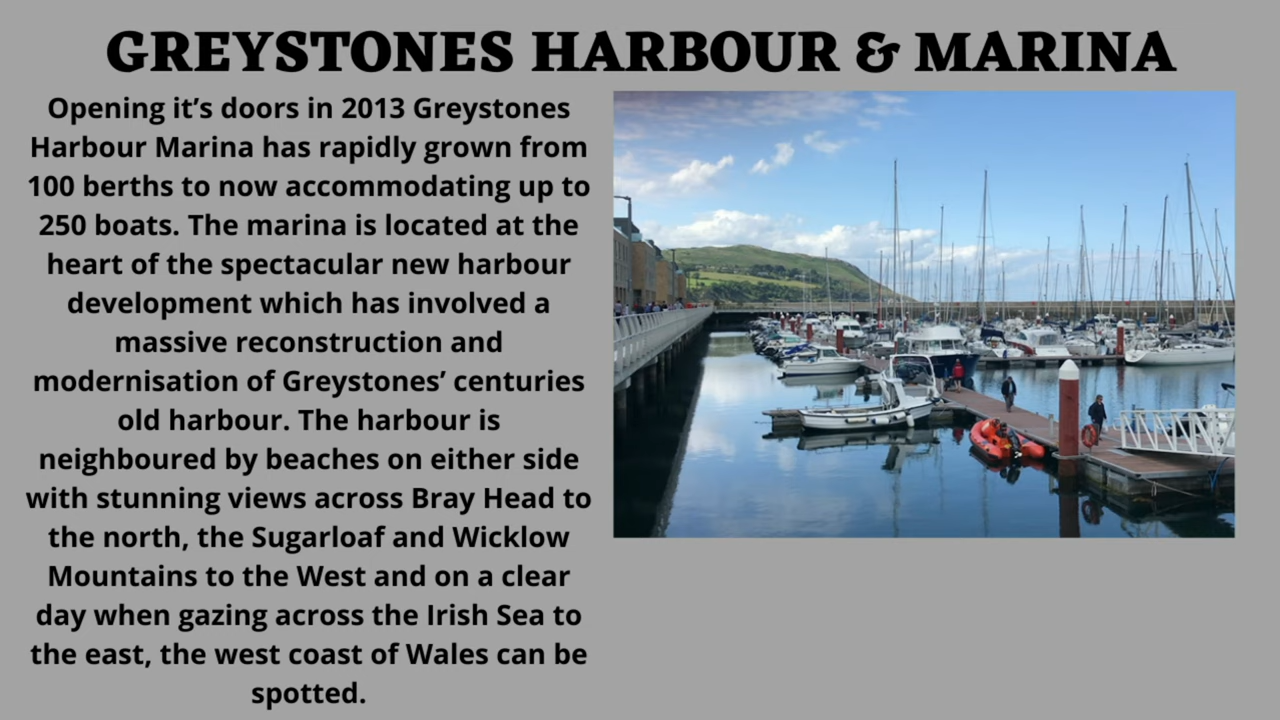 GREYSTONES HARBOUR & MARINA
Opening it’s doors in 2013 Greystones
Harbour Marina has rapidly grown from
100 berths to now accommodating up to
250 boats. The marina is located at the
heart of the spectacular new harbour
development which has involved a
massive reconstruction and
modernisation of Greystones’ centuries
old harbour. The harbour is
neighboured by beaches on either side
with stunning views across Bray Head to
the north, the Sugarloaf and Wicklow
Mountains to the West and on a clear
day when gazing across the Irish Sea to
the east, the west coast of Wales can be
spotted.